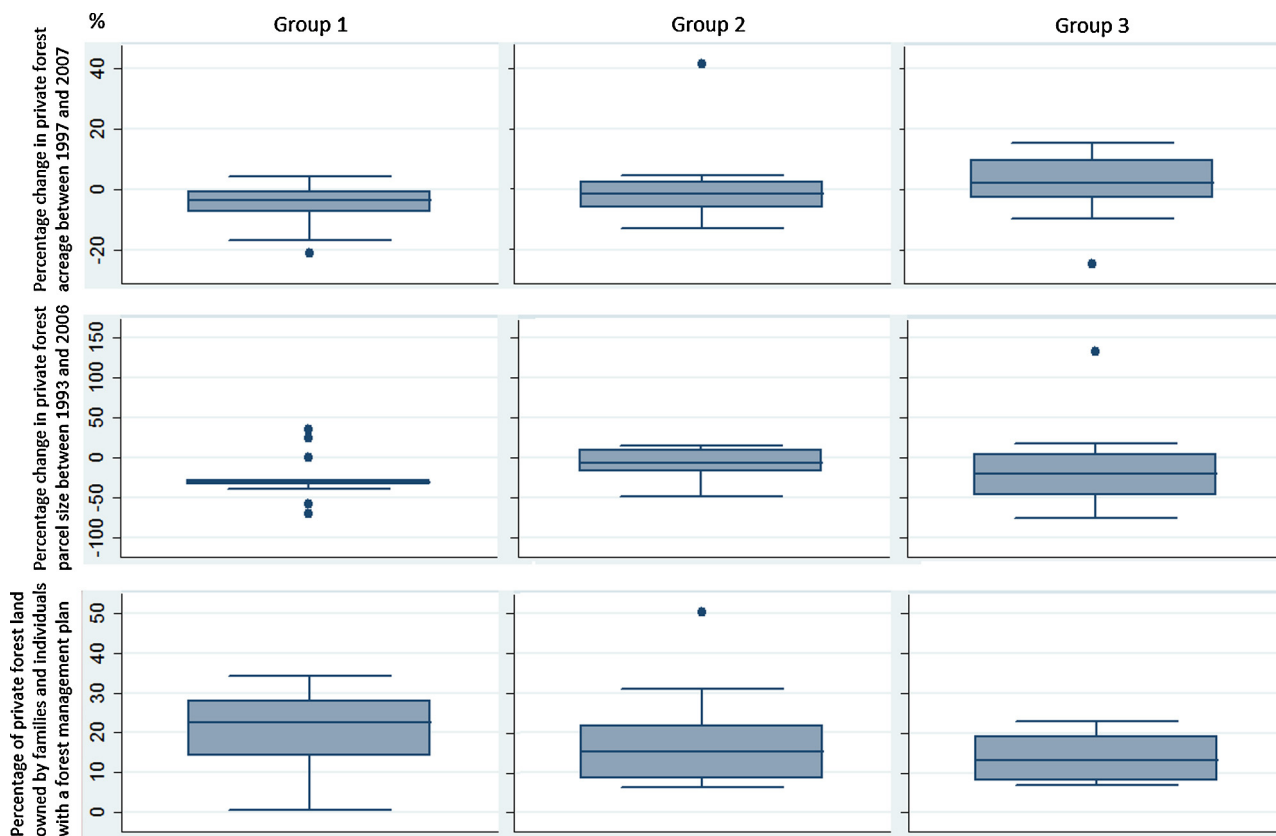 %
Group 1
Group 2
Group 3
Percentage change in private forest
acreage between 1997 and 2007
40
20
0
-20
Percentage change in private forest
parcel size between 1993 and 2006
150
100
50
0
-50
-100
Percentage of private forest land
owned by families and individuals
with a forest management plan
50
40
30
20
10
0